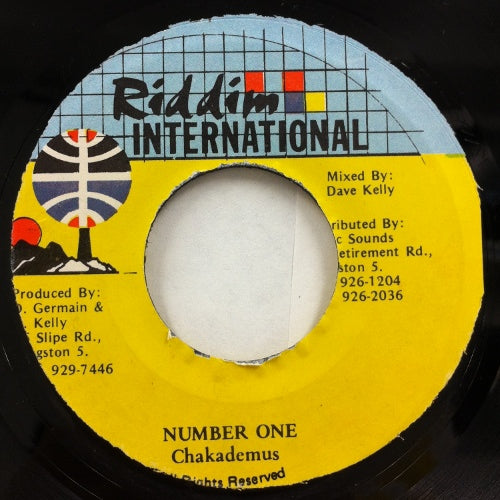 Riddim
INTERNATIONAL
Mixed By:
Dave Kelly
ributed By:
c Sounds
etirement Rd.,
ston 5.
926-1204
926-2036
Produced By:
. Germain &
Kelly
Slipe Rd.,
gston 5.
929-7446
NUMBER ONE
Chakademus
Rights Reserved